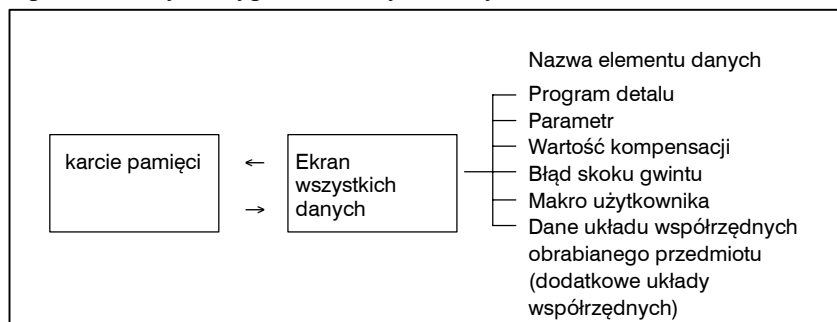 karcie pamięci
←
→
Ekran
wszystkich
danych
Nazwa elementu danych
Program detalu
Parametr
Wartość kompensacji
Błąd skoku gwintu
Makro użytkownika
Dane układu współrzędnych
obrabianego przedmiotu
(dodatkowe układy
współrzędnych)